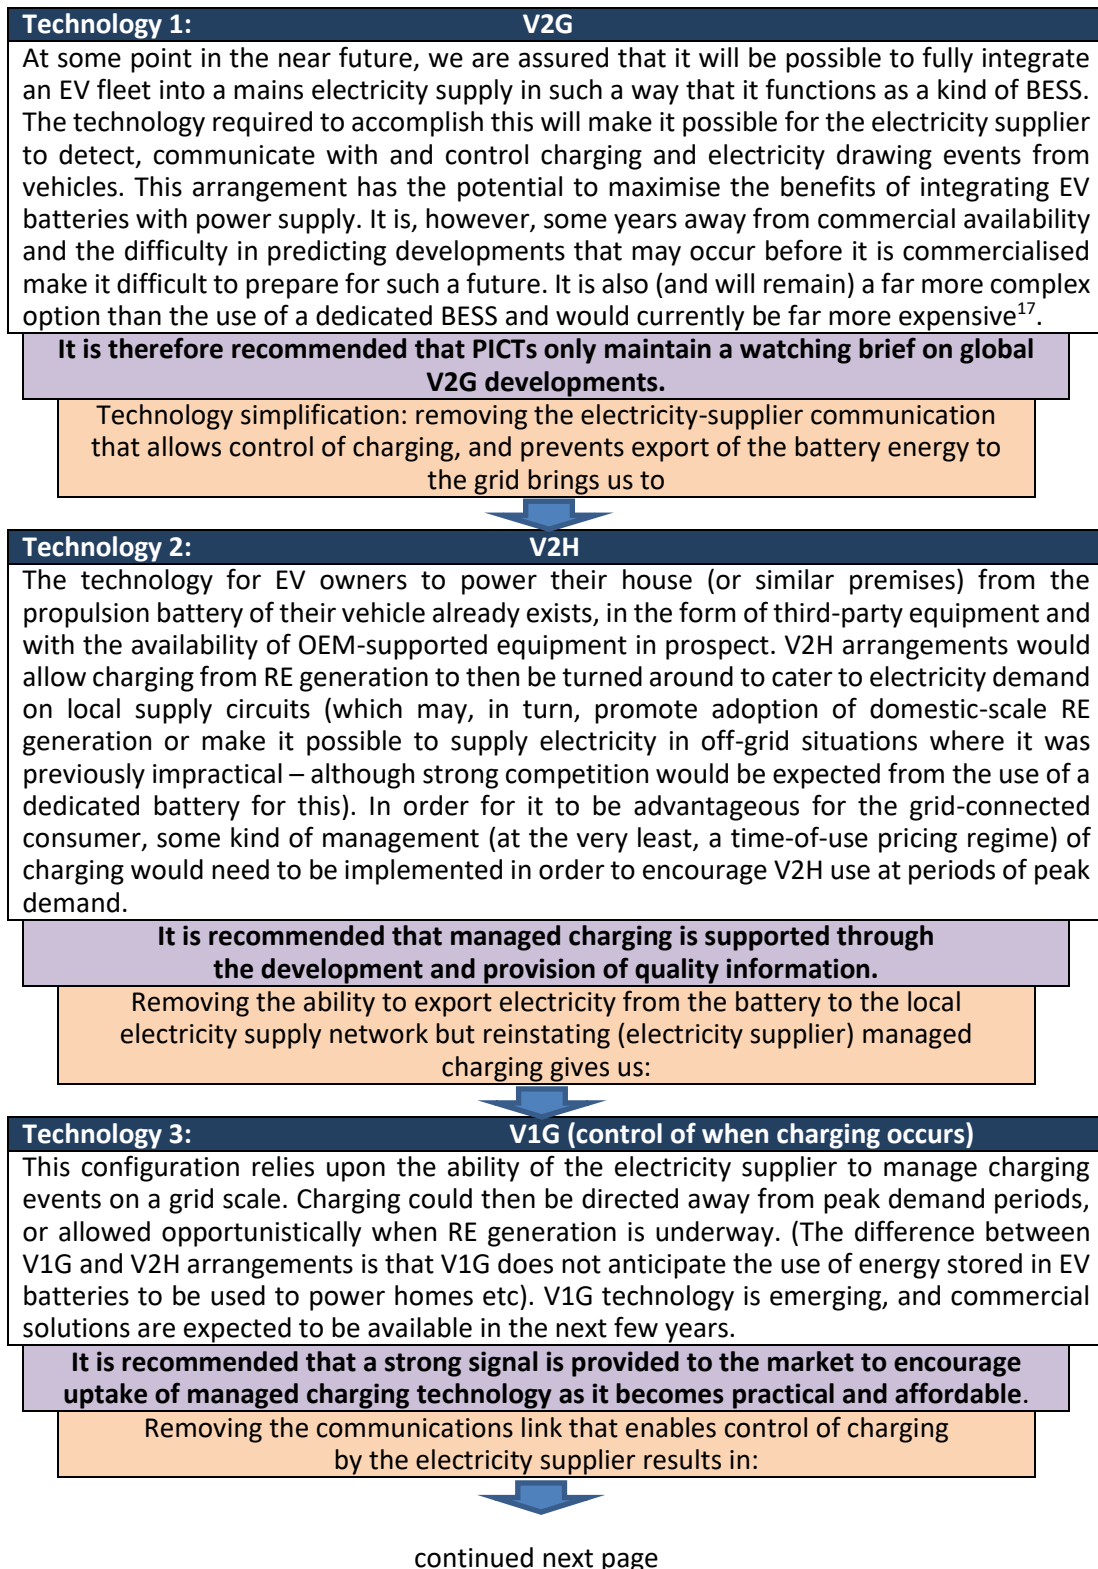 Technology 1: V2G
At some point in the near future, we are assured that it will be possible to fully integrate
an EV fleet into a mains electricity supply in such a way that it functions as a kind of BESS.
The technology required to accomplish this will make it possible for the electricity supplier
to detect, communicate with and control charging and electricity drawing events from
vehicles. This arrangement has the potential to maximise the benefits of integrating EV
batteries with power supply. It is, however, some years away from commercial availability
and the difficulty in predicting developments that may occur before it is commercialised
make it difficult to prepare for such a future. It is also (and will remain) a far more complex
option than the use of a dedicated BESS and would currently be far more expensive17.
It is therefore recommended that PICTs only maintain a watching brief on global
V2G developments.
Technology simplification: removing the electricity-supplier communication
that allows control of charging, and prevents export of the battery energy to
the grid brings us to
Technology 2: V2H
The technology for EV owners to power their house (or similar premises) from the
propulsion battery of their vehicle already exists, in the form of third-party equipment and
with the availability of OEM-supported equipment in prospect. V2H arrangements would
allow charging from RE generation to then be turned around to cater to electricity demand
on local supply circuits (which may, in turn, promote adoption of domestic-scale RE
generation or make it possible to supply electricity in off-grid situations where it was
previously impractical – although strong competition would be expected from the use of a
dedicated battery for this). In order for it to be advantageous for the grid-connected
consumer, some kind of management (at the very least, a time-of-use pricing regime) of
charging would need to be implemented in order to encourage V2H use at periods of peak
demand.
It is recommended that managed charging is supported through
the development and provision of quality information.
Removing the ability to export electricity from the battery to the local
electricity supply network but reinstating (electricity supplier) managed
charging gives us:
Technology 3: V1G (control of when charging occurs)
This configuration relies upon the ability of the electricity supplier to manage charging
events on a grid scale. Charging could then be directed away from peak demand periods,
or allowed opportunistically when RE generation is underway. (The difference between
V1G and V2H arrangements is that V1G does not anticipate the use of energy stored in EV
batteries to be used to power homes etc). V1G technology is emerging, and commercial
solutions are expected to be available in the next few years.
It is recommended that a strong signal is provided to the market to encourage
uptake of managed charging technology as it becomes practical and affordable.
Removing the communications link that enables control of charging
by the electricity supplier results in:
continued next page